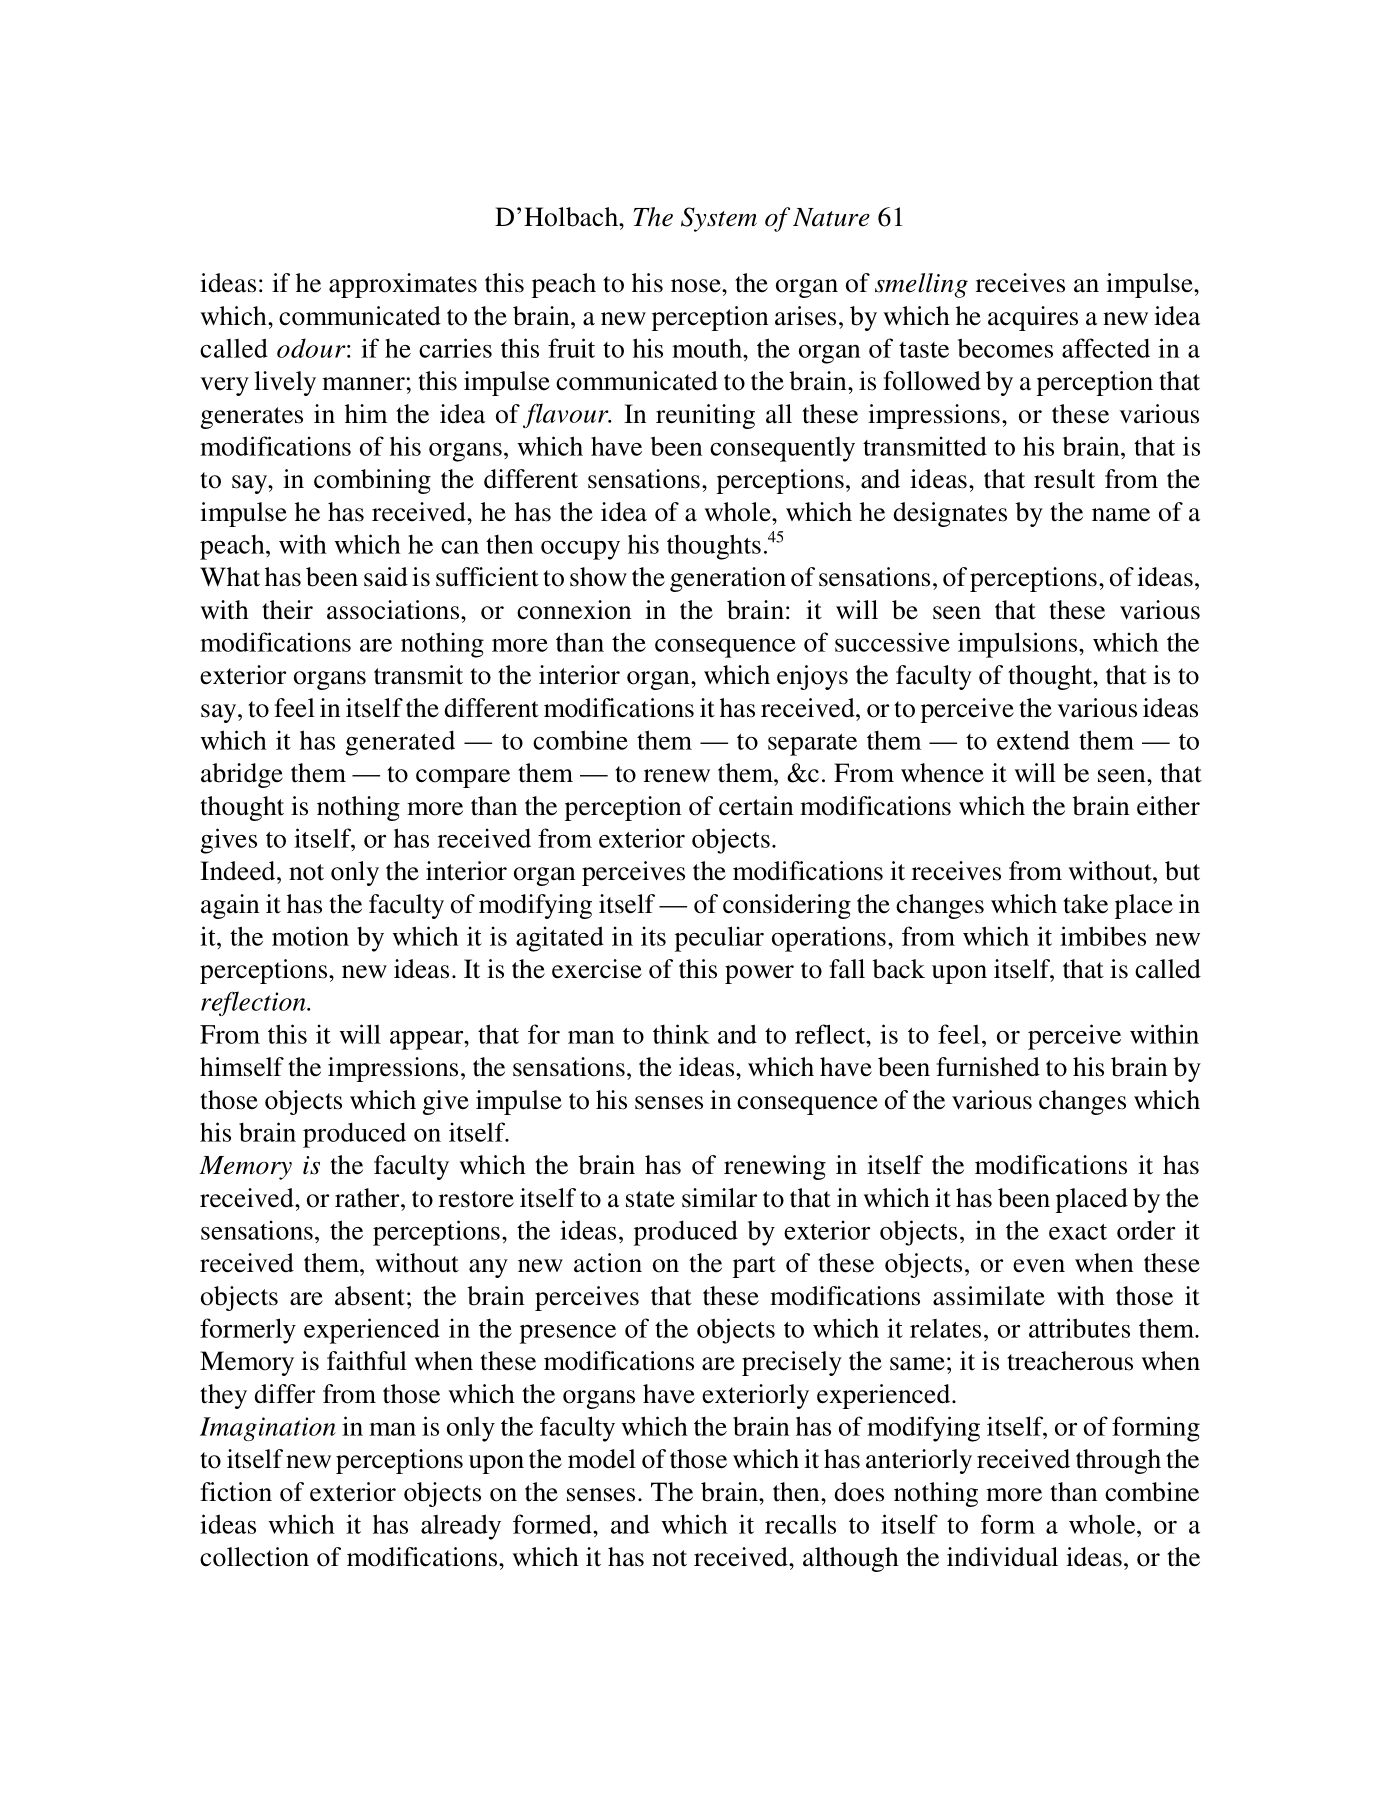 D’Holbach, The System of Nature 61
ideas: if he approximates this peach to his nose, the organ of smelling receives an impulse,
which, communicated to the brain, a new perception arises, by which he acquires a new idea
called odour: if he carries this fruit to his mouth, the organ of taste becomes affected in a
very lively manner; this impulse communicated to the brain, is followed by a perception that
generates in him the idea of flavour. In reuniting all these impressions, or these various
modifications of his organs, which have been consequently transmitted to his brain, that is
to say, in combining the different sensations, perceptions, and ideas, that result from the
impulse he has received, he has the idea of a whole, which he designates by the name of a
peach, with which he can then occupy his thoughts.45
What has been said is sufficient to show the generation of sensations, of perceptions, of ideas,
with their associations, or connexion in the brain: it will be seen that these various
modifications are nothing more than the consequence of successive impulsions, which the
exterior organs transmit to the interior organ, which enjoys the faculty of thought, that is to
say, to feel in itself the different modifications it has received, or to perceive the various ideas
which it has generated — to combine them — to separate them — to extend them — to
abridge them — to compare them — to renew them, &c. From whence it will be seen, that
thought is nothing more than the perception of certain modifications which the brain either
gives to itself, or has received from exterior objects.
Indeed, not only the interior organ perceives the modifications it receives from without, but
again it has the faculty of modifying itself — of considering the changes which take place in
it, the motion by which it is agitated in its peculiar operations, from which it imbibes new
perceptions, new ideas. It is the exercise of this power to fall back upon itself, that is called
reflection.
From this it will appear, that for man to think and to reflect, is to feel, or perceive within
himself the impressions, the sensations, the ideas, which have been furnished to his brain by
those objects which give impulse to his senses in consequence of the various changes which
his brain produced on itself.
Memory is the faculty which the brain has of renewing in itself the modifications it has
received, or rather, to restore itself to a state similar to that in which it has been placed by the
sensations, the perceptions, the ideas, produced by exterior objects, in the exact order it
received them, without any new action on the part of these objects, or even when these
objects are absent; the brain perceives that these modifications assimilate with those it
formerly experienced in the presence of the objects to which it relates, or attributes them.
Memory is faithful when these modifications are precisely the same; it is treacherous when
they differ from those which the organs have exteriorly experienced.
Imagination in man is only the faculty which the brain has of modifying itself, or of forming
to itself new perceptions upon the model of those which it has anteriorly received through the
fiction of exterior objects on the senses. The brain, then, does nothing more than combine
ideas which it has already formed, and which it recalls to itself to form a whole, or a
collection of modifications, which it has not received, although the individual ideas, or the